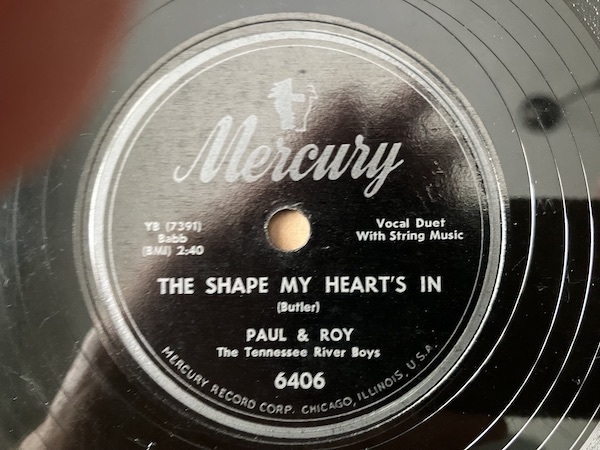 Mercury
YB (7391)
Babb
(BMI) 2:40
Vocal Duet
With String Music
THE SHAPE MY HEART'S IN
(Butler)
PAUL & ROY
The Tennessee River Boys
6406
MERCURY RECORD CORP. CHICAGO, ILLINOIS, U.S.A.